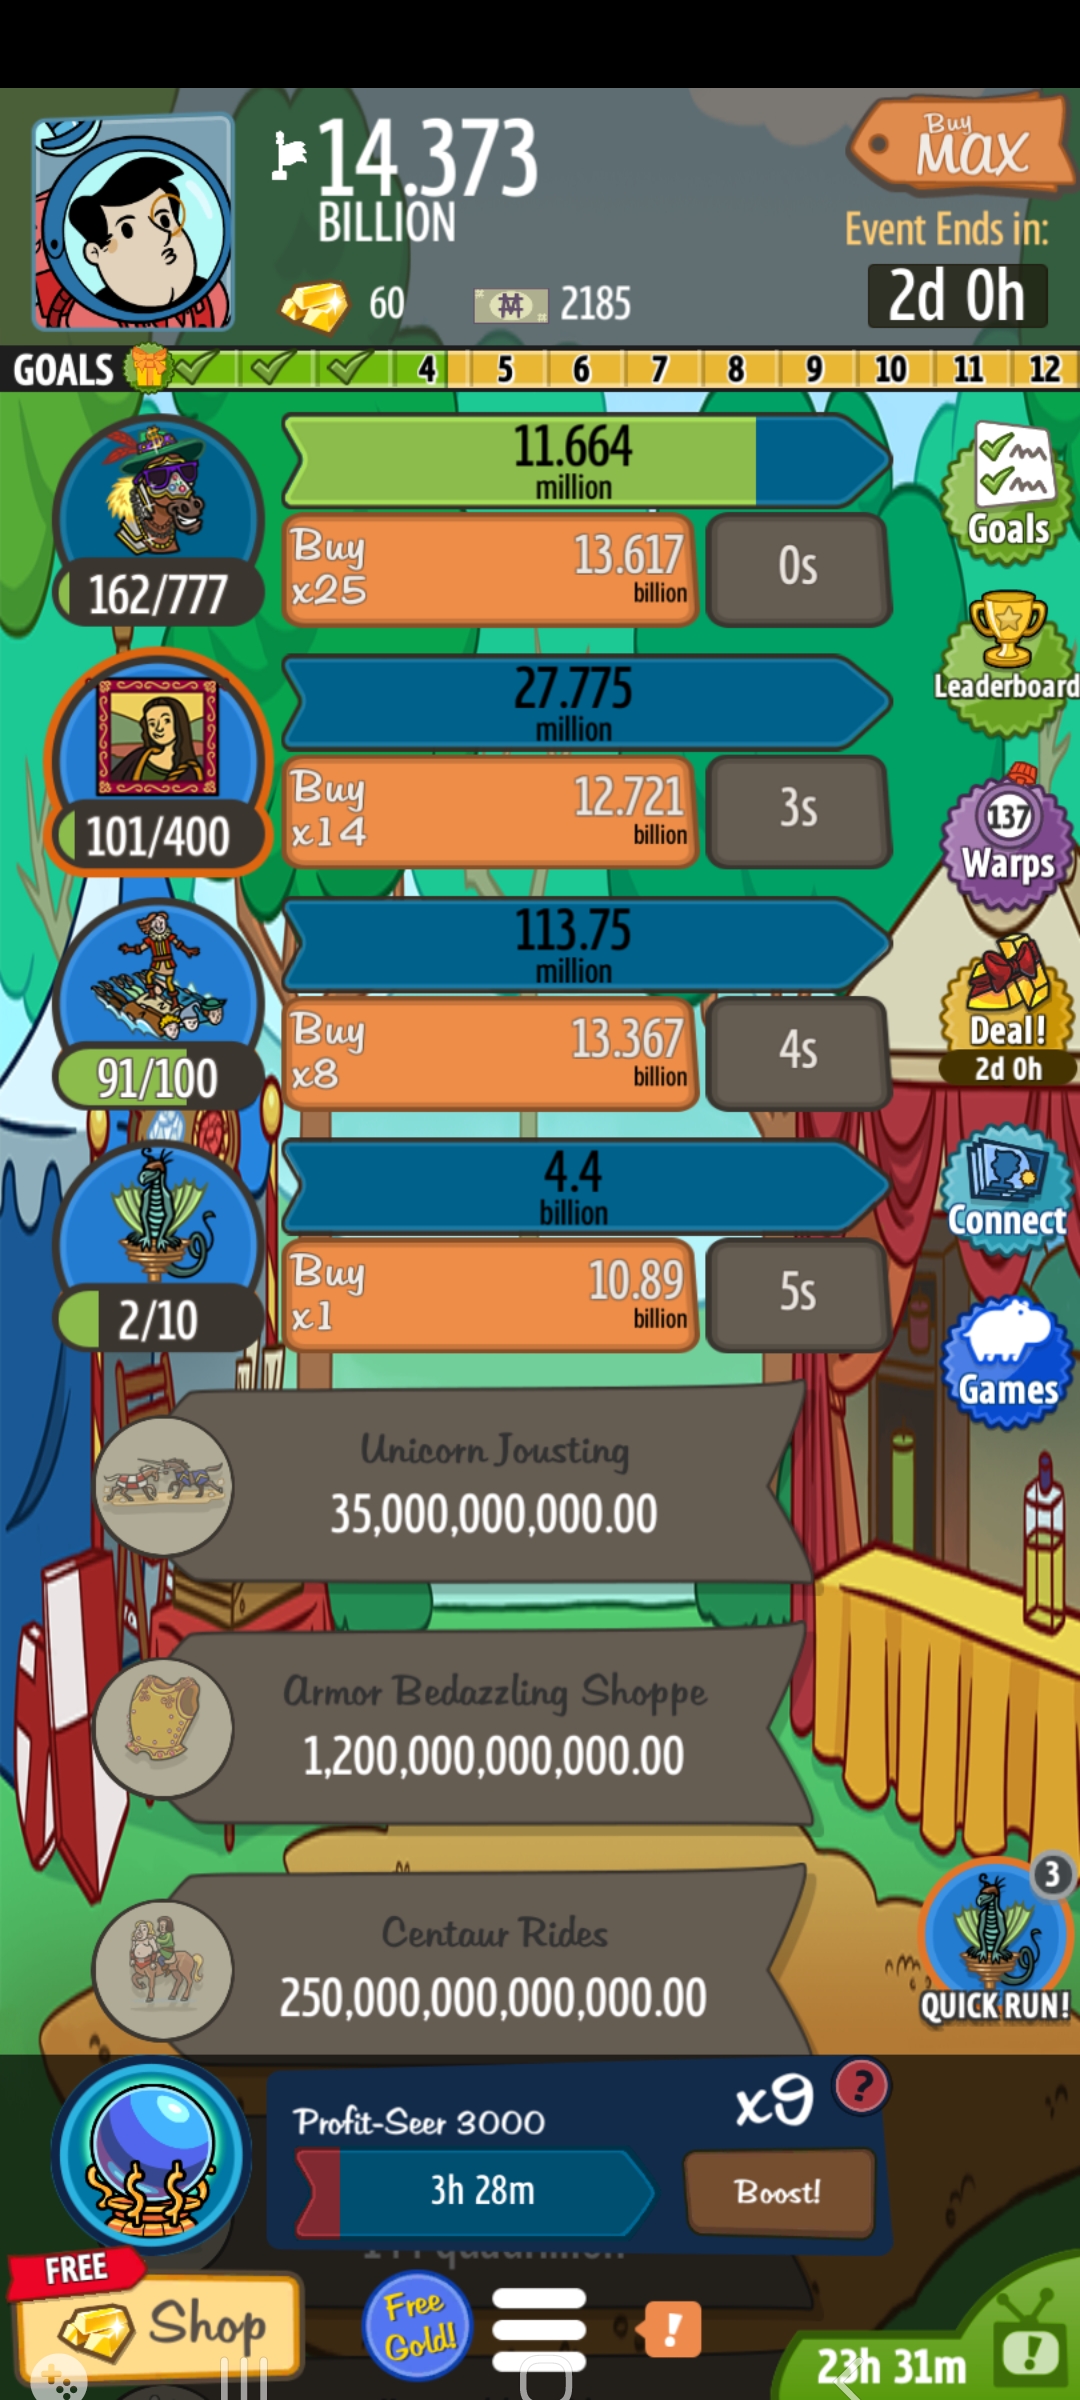 14.373
BILLION
60
2185
Buy
MAX
Event Ends in:
2d 0h
GOALS 4 5 6 7 8 9 10 11 12
11.664
million
Buy
x25
13.617
billion
0s
162/777
Goals
27.775
million
Buy
x14
12.721
billion
3s
101/400
Leaderboard
137
Warps
113.75
million
Buy
x8
13.367
billion
4s
91/100
Deal!
2d 0h
4.4
billion
Buy
x1
10.89
billion
5s
2/10
Connect
Games
Unicorn Jousting
35,000,000,000.00
Armor Bedazzling Shoppe
1,200,000,000,000.00
Centaur Rides
250,000,000,000,000.00
3
QUICK RUN!
Profit-Seer 3000
x9
?
3h 28m
Boost!
FREE
Shop
Free
Gold!
!
23h 31m
!